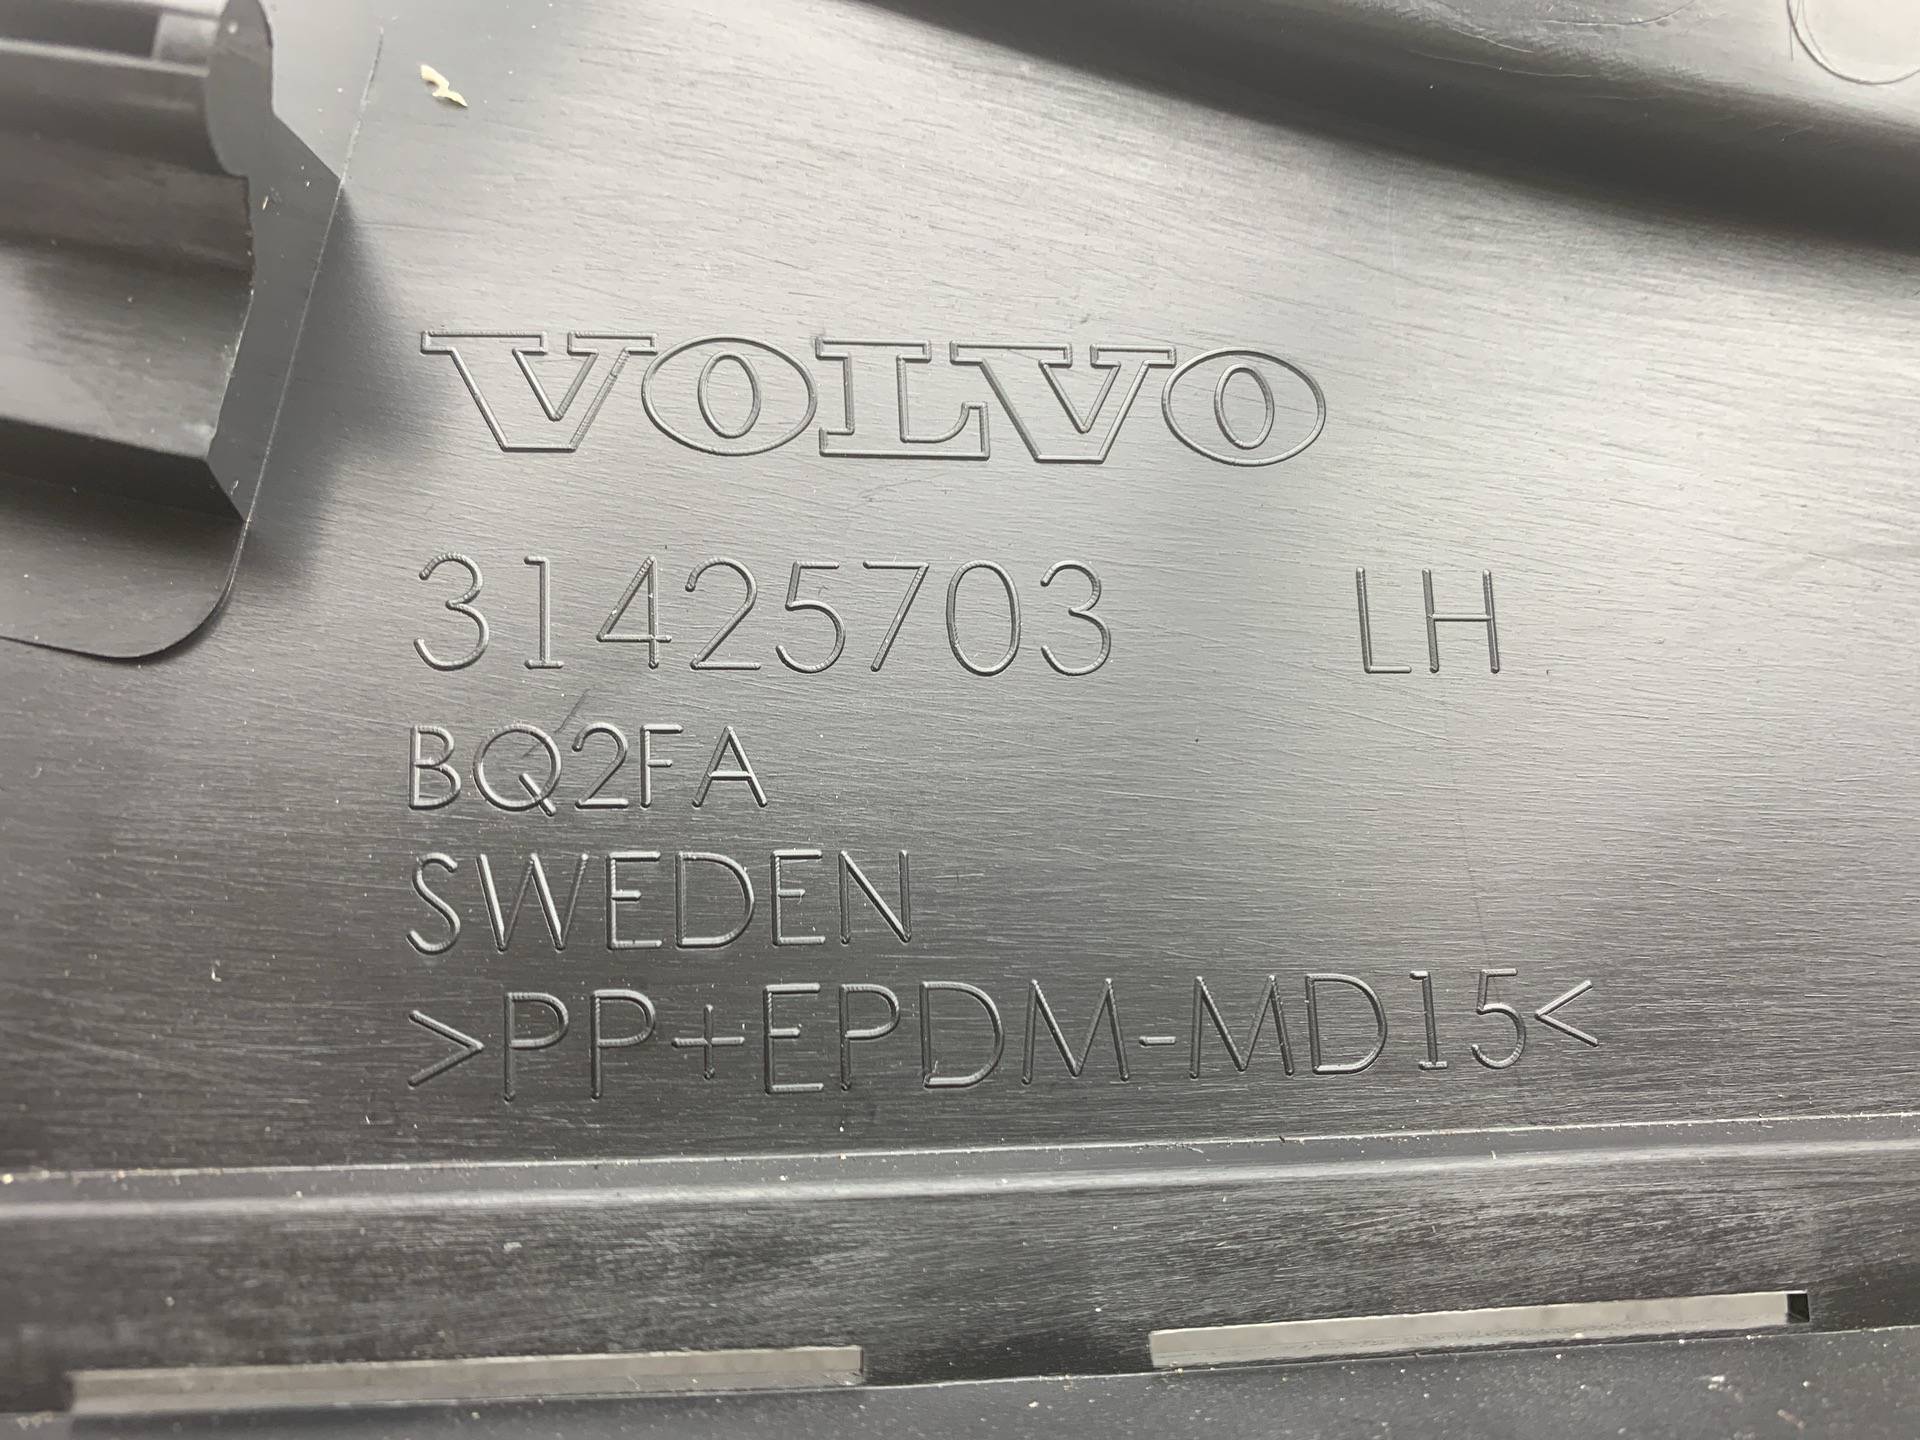 VOLVO
31425703 LH
BQ2FA
SWEDEN
>PP+EPDM-MD15<